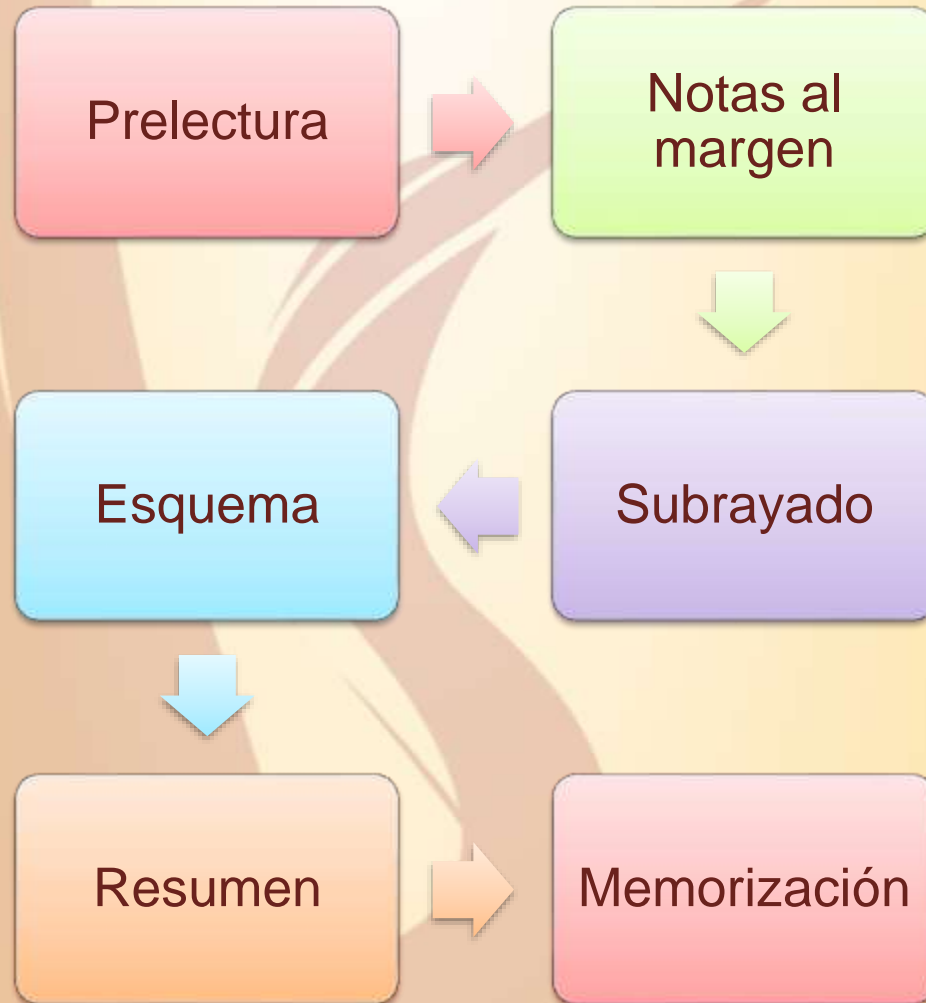 Prelectura
Notas al
margen
Subrayado
Esquema
Resumen
Memorización